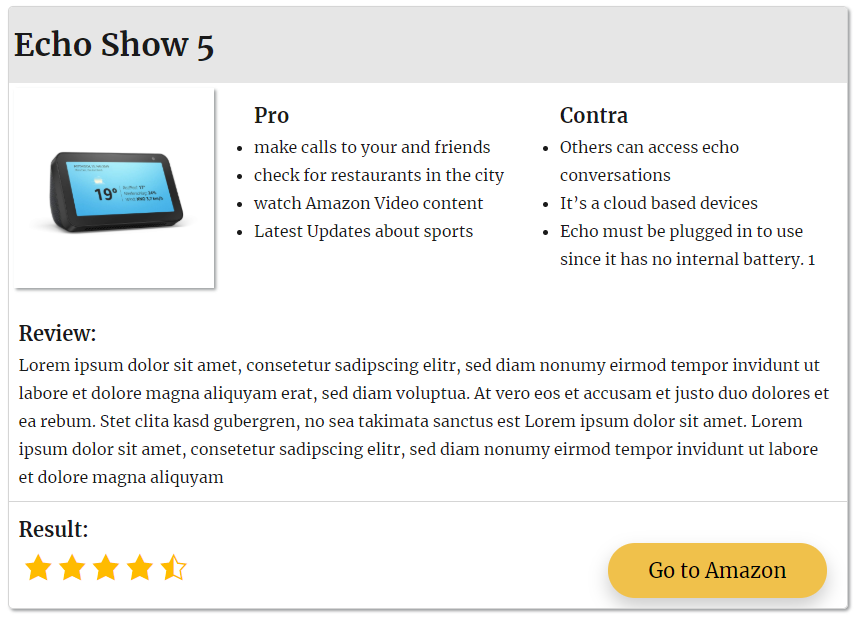 Echo Show 5
19°
Pro
make calls to your and friends
check for restaurants in the city
watch Amazon Video content
Latest Updates about sports
Contra
Others can access echo
conversations
It’s a cloud based devices
Echo must be plugged in to use
since it has no internal battery. 1
Review:
Lorem ipsum dolor sit amet, consetetur sadipscing elitr, sed diam nonumy eirmod tempor invidunt ut
labore et dolore magna aliquyam erat, sed diam voluptua. At vero eos et accusam et justo duo dolores et
ea rebum. Stet clita kasd gubergren, no sea takimata sanctus est Lorem ipsum dolor sit amet. Lorem
ipsum dolor sit amet, consetetur sadipscing elitr, sed diam nonumy eirmod tempor invidunt ut labore
et dolore magna aliquyam
Result:
Go to Amazon